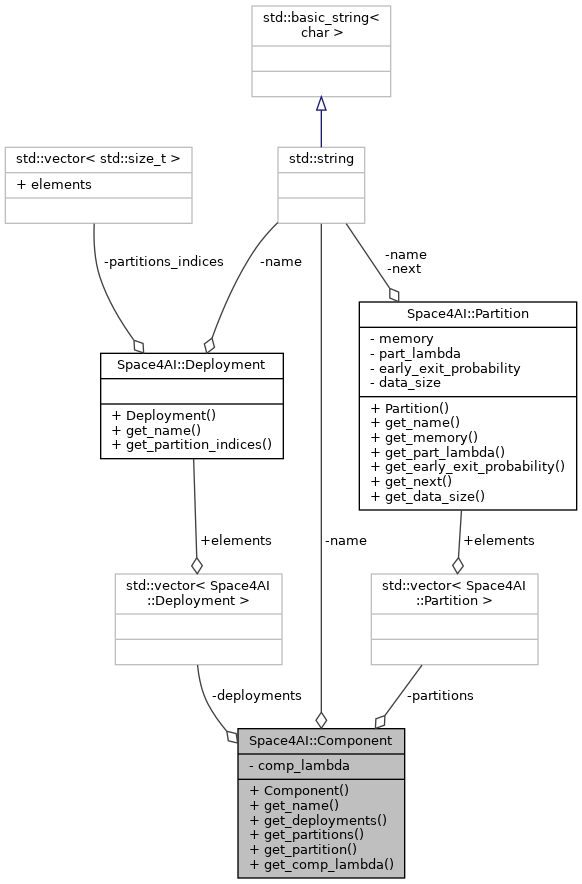 std::basic_string<
char >
std::vector< std::size_t >
+ elements
std::string
-partitions_indices
-name
-name
-next
Space4AI::Partition
- memory
- part_lambda
- early_exit_probability
- data_size
+ Partition()
+ get_name()
+ get_memory()
+ get_part_lambda()
+ get_early_exit_probability()
+ get_next()
+ get_data_size()
Space4AI::Deployment
+ Deployment()
+ get_name()
+ get_partition_indices()
+elements
-name
+elements
std::vector< Space4AI
::Deployment >
std::vector< Space4AI
::Partition >
-deployments
-partitions
Space4AI::Component
- comp_lambda
+ Component()
+ get_name()
+ get_deployments()
+ get_partitions()
+ get_partition()
+ get_comp_lambda()